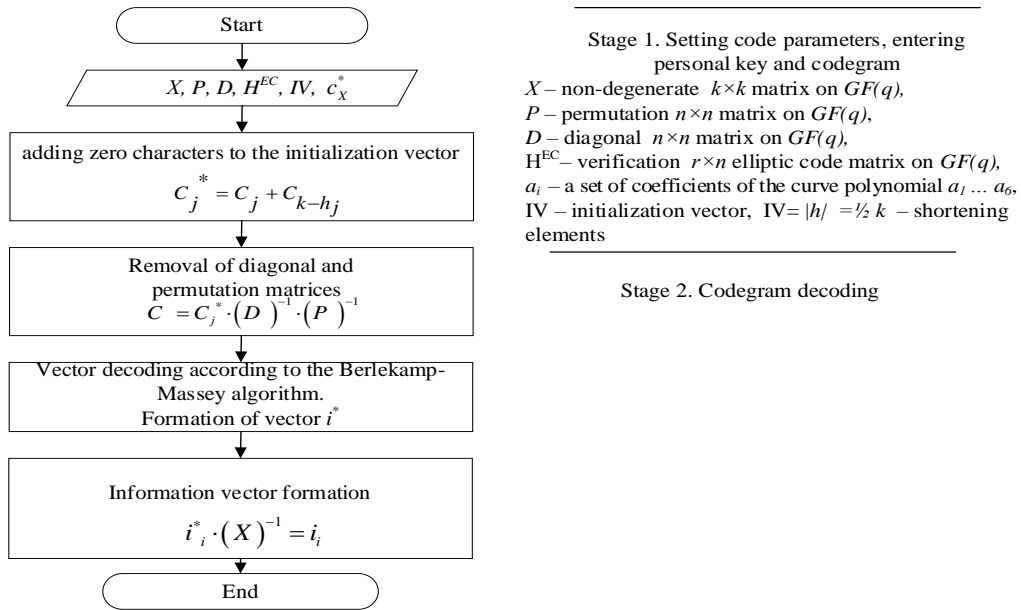 Start
X, P, D, H^EC, IV, c*_X
adding zero characters to the initialization vector
C_j^* = C_j + C_{k−h_j}
Removal of diagonal and
permutation matrices
C = C_j^* · (D)^−1 · (P)^−1
Vector decoding according to the Berlekamp-
Massey algorithm.
Formation of vector i*
Information vector formation
i*_i · (X)^−1 = i_i
End
Stage 1. Setting code parameters, entering
personal key and codegram
X – non-degenerate k×k matrix on GF(q),
P – permutation n×n matrix on GF(q),
D – diagonal n×n matrix on GF(q),
H^EC – verification r×n elliptic code matrix on GF(q),
a_i – a set of coefficients of the curve polynomial a_1 ... a_6,
IV – initialization vector, IV= |h/ =½ k – shortening
elements
Stage 2. Codegram decoding